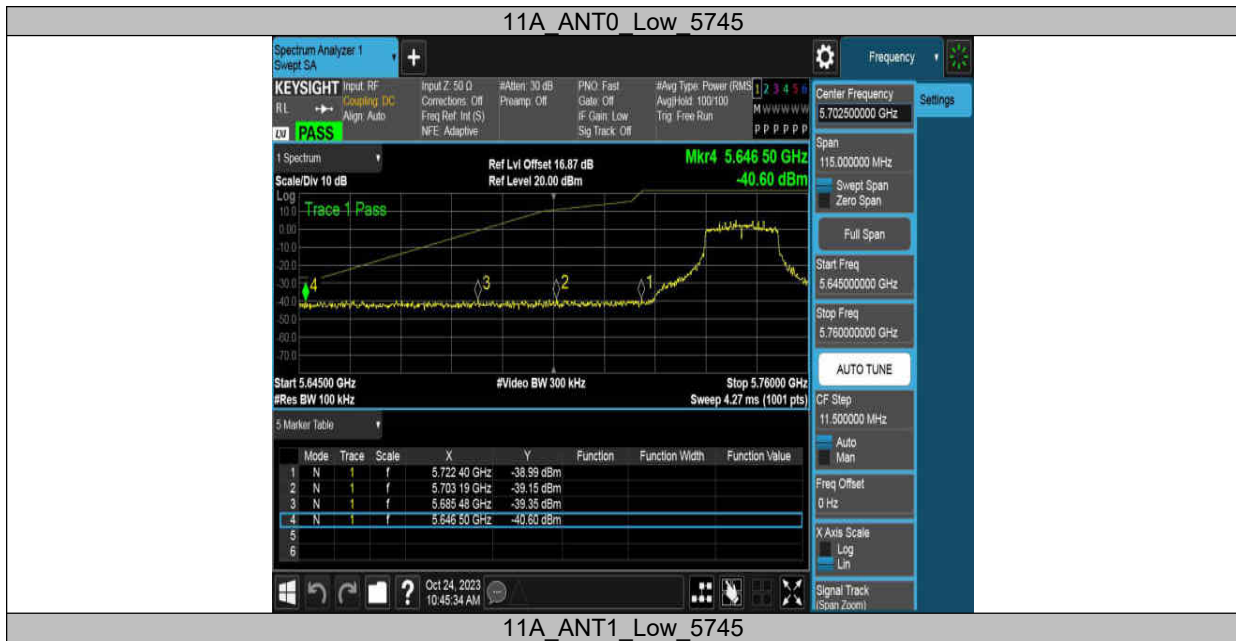 11A_ANT0_Low_5745
Spectrum Analyzer 1
Swept SA
Frequency
KEYSIGHT
RL
PASS
Input: RF
Coupling: DC
Align: Auto
Input Z: 50 Ω
Corrections: Off
Freq Ref: Int (S)
NFE: Adaptive
#Atten: 30 dB
Preamp: Off
PNO: Fast
Gate: Off
IF Gain: Low
Sig Track: Off
#Avg Type: Power (RMS
Avg|Hold: 100/100
Trig: Free Run
1 2 3 4 5 6
M W W W W W
P P P P P P
Center Frequency
5.702500000 GHz
Settings
Span
115.000000 MHz
Swept Span
Zero Span
Full Span
Start Freq
5.645000000 GHz
Stop Freq
5.760000000 GHz
AUTO TUNE
CF Step
11.500000 MHz
Auto
Man
Freq Offset
0 Hz
X Axis Scale
Log
Lin
Signal Track
(Span Zoom)
1 Spectrum
Scale/Div 10 dB
Ref Lvl Offset 16.87 dB
Ref Level 20.00 dBm
Mkr4 5.646 50 GHz
-40.60 dBm
Log
Trace 1 Pass
10.0
0.00
-10.0
-20.0
-30.0
-40.0
-50.0
-60.0
-70.0
4
3
2
1
Start 5.64500 GHz
#Res BW 100 kHz
#Video BW 300 kHz
Stop 5.76000 GHz
Sweep 4.27 ms (1001 pts)
5 Marker Table
Mode Trace Scale X Y Function Function Width Function Value
1 N 1 f 5.722 40 GHz -38.99 dBm
2 N 1 f 5.703 19 GHz -39.15 dBm
3 N 1 f 5.685 48 GHz -39.35 dBm
4 N 1 f 5.646 50 GHz -40.60 dBm
5
6
Oct 24, 2023
10:45:34 AM
11A_ANT1_Low_5745